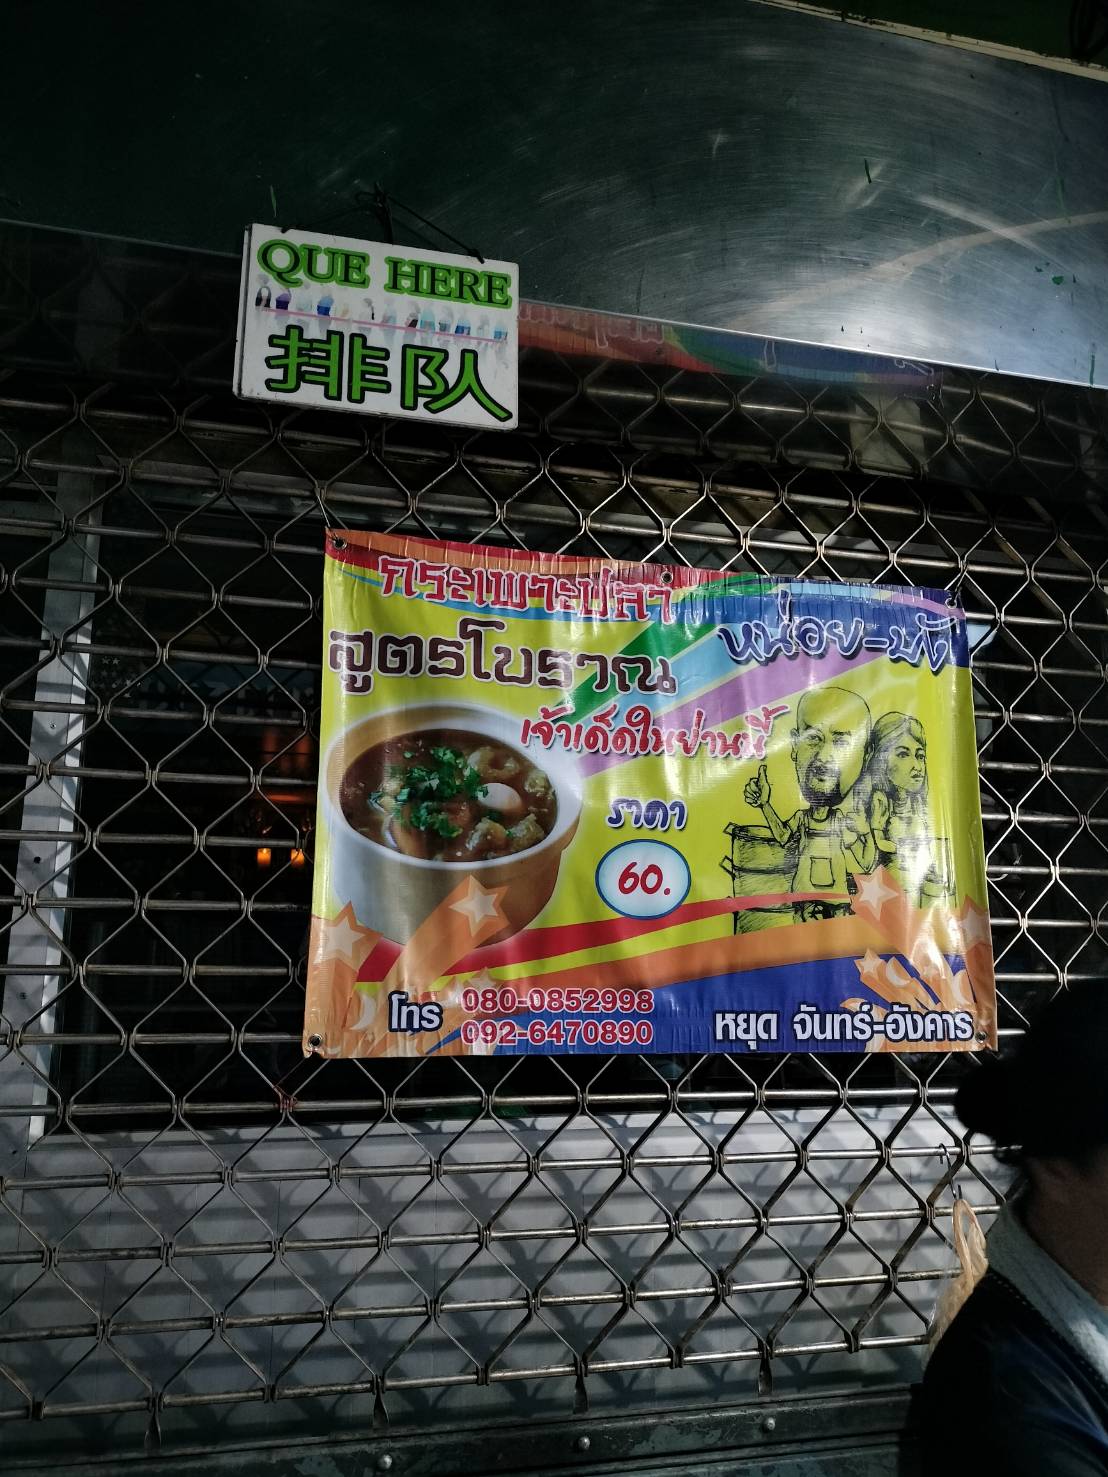 QUE HERE
排队
กระเพาะปลา
สูตรโบราณ
หน่อย-มัง
เจ้าเด็ดในย่านนี้
ราคา
60.
โทร 080-0852998
092-6470890
หยุด จันทร์-อังคาร